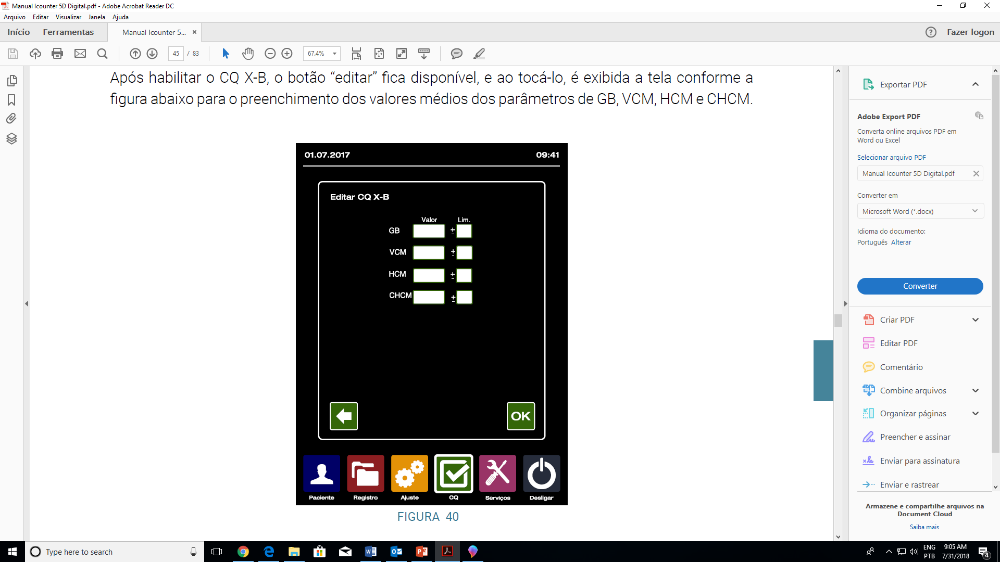 Manual Icounter 5D Digital.pdf - Adobe Acrobat Reader DC
Arquivo Editar Visualizar Janela Ajuda
Início Ferramentas Manual Icounter 5... × ? Fazer logon
45 / 83 67.4%
Após habilitar o CQ X-B, o botão “editar” fica disponível, e ao tocá-lo, é exibida a tela conforme a
figura abaixo para o preenchimento dos valores médios dos parâmetros de GB, VCM, HCM e CHCM.
01.07.2017 09:41
Editar CQ X-B
Valor Lim.
GB ±
VCM ±
HCM ±
CHCM ±
OK
Paciente Registro Ajuste CQ Serviços Desligar
FIGURA 40
Exportar PDF
Adobe Export PDF
Converta online arquivos PDF em
Word ou Excel
Selecionar arquivo PDF
Manual Icounter 5D Digital.pdf
Converter em
Microsoft Word (*.docx)
Idioma do documento:
Português Alterar
Converter
Criar PDF
Editar PDF
Comentário
Combine arquivos
Organizar páginas
Preencher e assinar
Enviar para assinatura
Enviar e rastrear
Armazene e compartilhe arquivos na
Document Cloud
Saiba mais
Type here to search
ENG
PTB
9:05 AM
7/31/2018
4